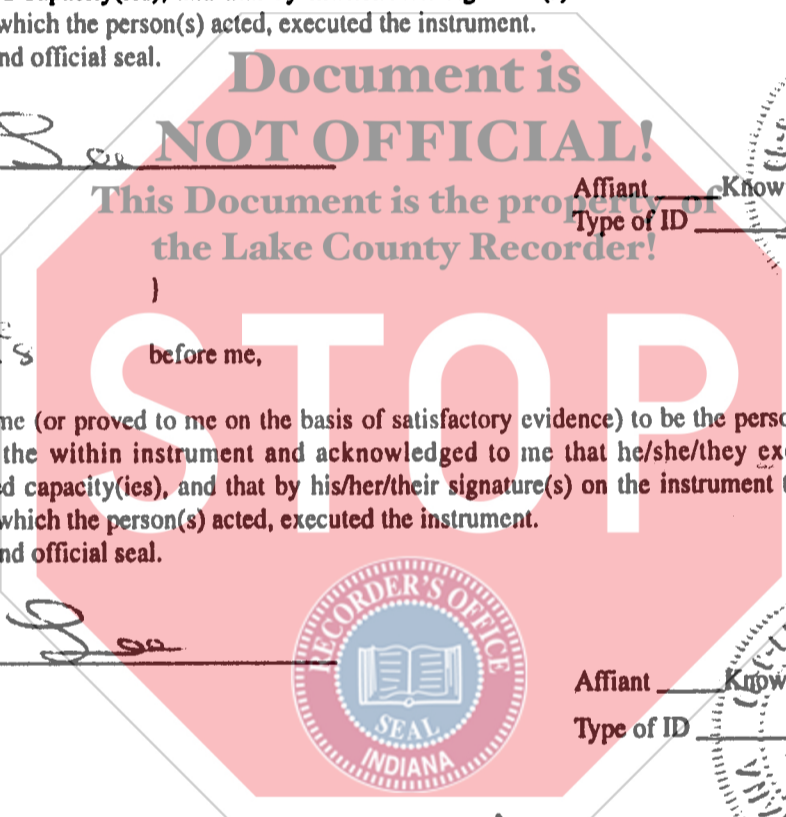 which the person(s) acted, executed the instrument.
nd official seal.
Document is
NOT OFFICIAL!
This Document is the property of
the Lake County Recorder!
Affiant ____Know
Type of ID
)
before me,
STOP
me (or proved to me on the basis of satisfactory evidence) to be the perso
the within instrument and acknowledged to me that he/she/they ex
d capacity(ies), and that by his/her/their signature(s) on the instrument
which the person(s) acted, executed the instrument.
nd official seal.
RECORDER'S OFFICE
SEAL
INDIANA
Affiant ____Know
Type of ID